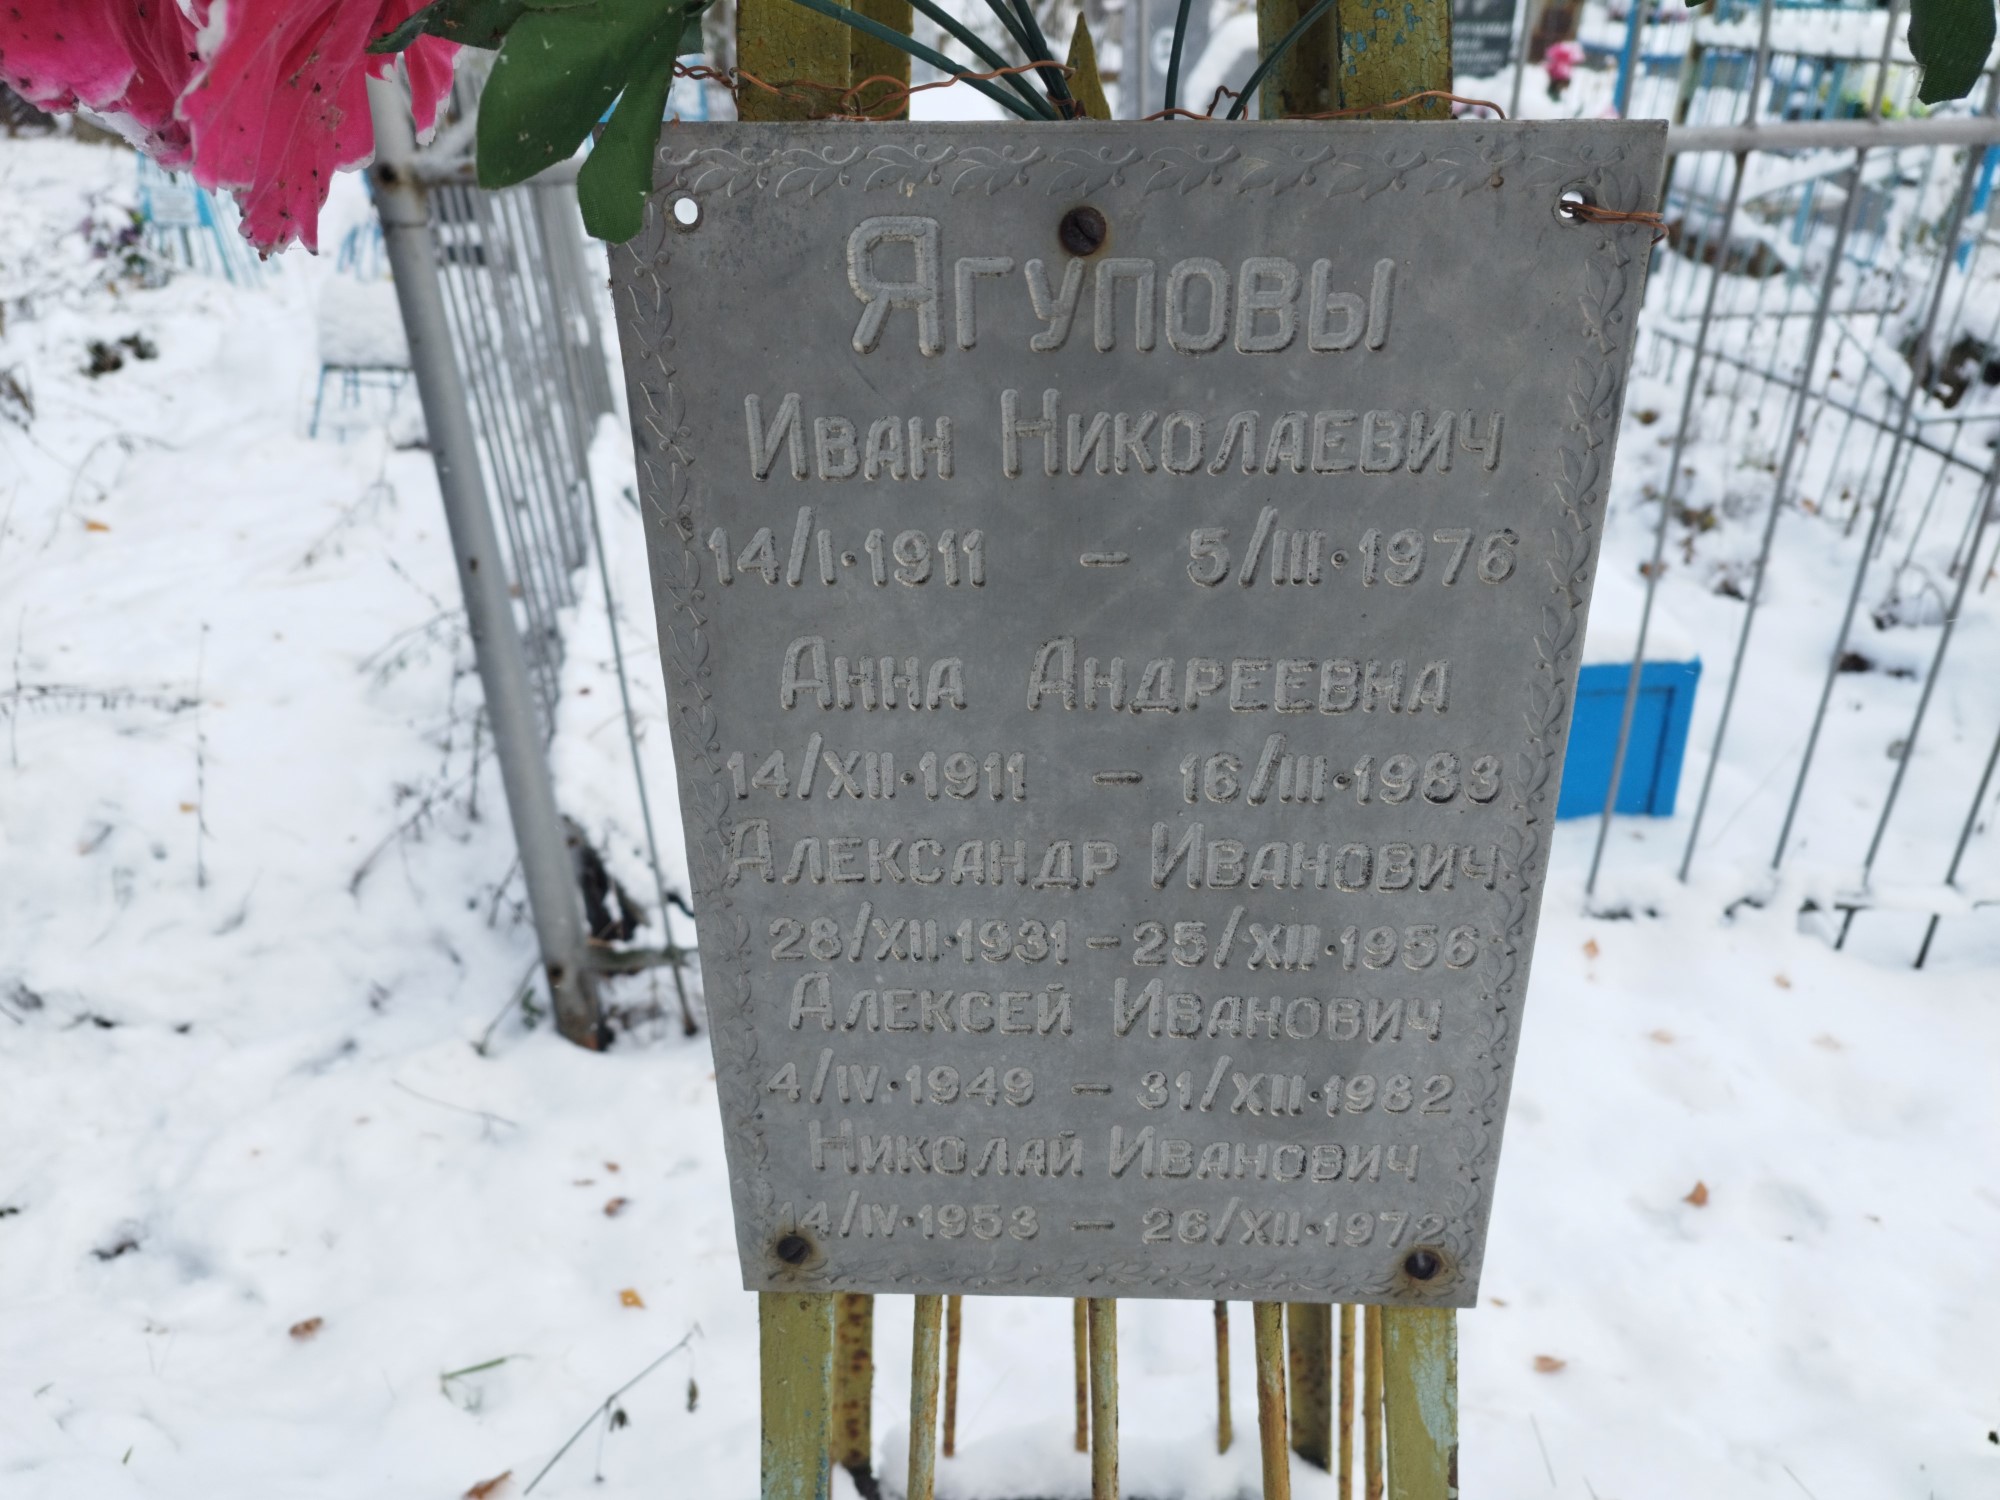 Ягуповы
Иван Николаевич
14/I·1911 – 5/III·1976
Анна Андреевна
14/XII·1911 – 16/III·1983
Александр Иванович
28/XII·1931 – 25/XII·1956
Алексей Иванович
4/IV·1949 – 31/XII·1982
Николай Иванович
14/IV·1953 – 26/XII·1972